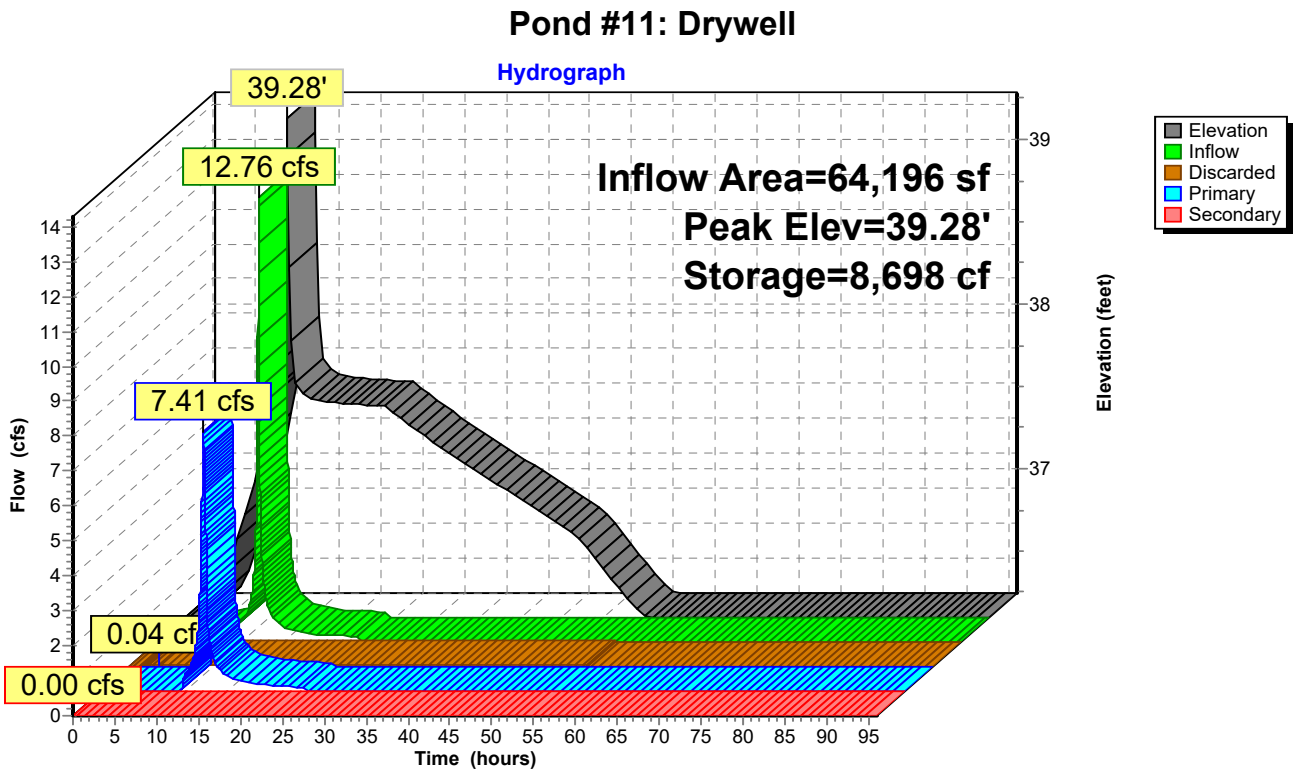 Pond #11: Drywell
Hydrograph
39.28'
12.76 cfs
7.41 cfs
0.04 cf
0.00 cfs
Inflow Area=64,196 sf
Peak Elev=39.28'
Storage=8,698 cf
Elevation
Inflow
Discarded
Primary
Secondary
Flow (cfs)
14
13
12
11
10
9
8
7
6
5
4
3
2
0
39
38
37
Elevation (feet)
0 5 10 15 20 25 30 35 40 45 50 55 60 65 70 75 80 85 90 95
Time (hours)